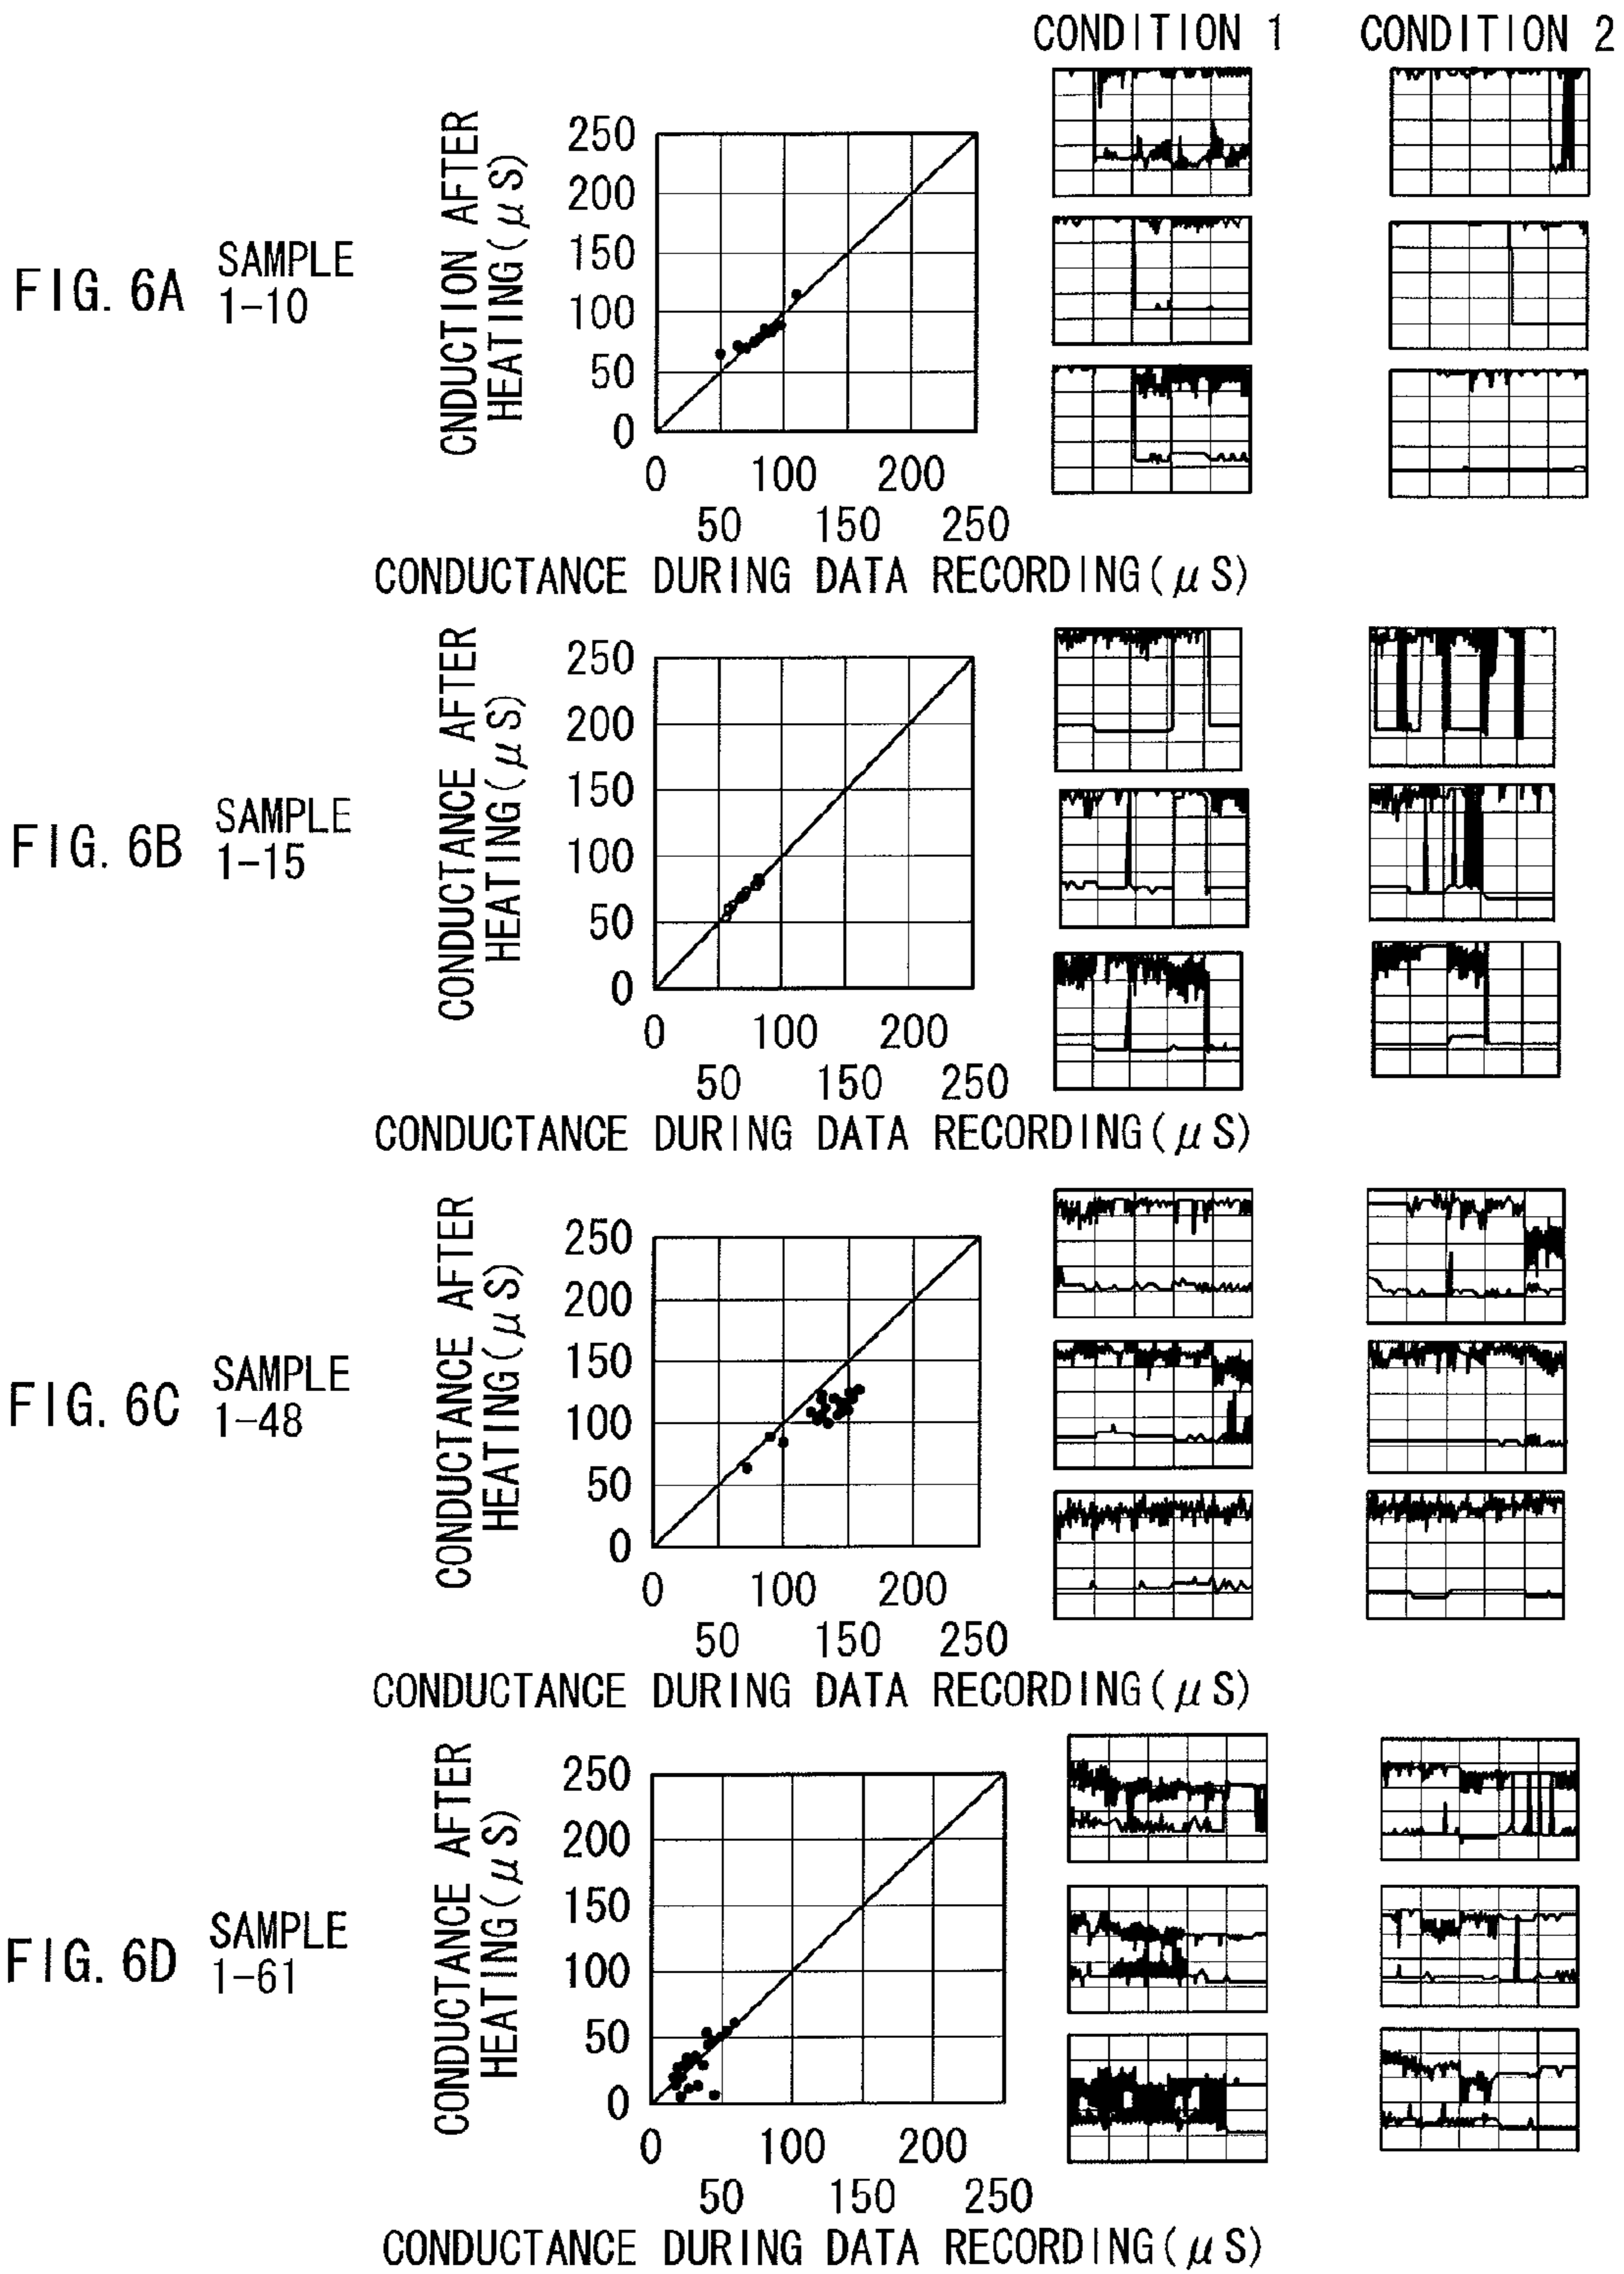 CONDITION 1
CONDITION 2
FIG. 6A
SAMPLE
1-10
CNDUCTION AFTER
HEATING(μS)
250
200
150
100
50
0
0
100
200
50
150
250
CONDUCTANCE DURING DATA RECORDING(μS)
FIG. 6B
SAMPLE
1-15
CONDUCTANCE AFTER
HEATING(μS)
250
200
150
100
50
0
0
100
200
50
150
250
CONDUCTANCE DURING DATA RECORDING(μS)
FIG. 6C
SAMPLE
1-48
CONDUCTANCE AFTER
HEATING(μS)
250
200
150
100
50
0
0
100
200
50
150
250
CONDUCTANCE DURING DATA RECORDING(μS)
FIG. 6D
SAMPLE
1-61
CONDUCTANCE AFTER
HEATING(μS)
250
200
150
100
50
0
0
100
200
50
150
250
CONDUCTANCE DURING DATA RECORDING(μS)